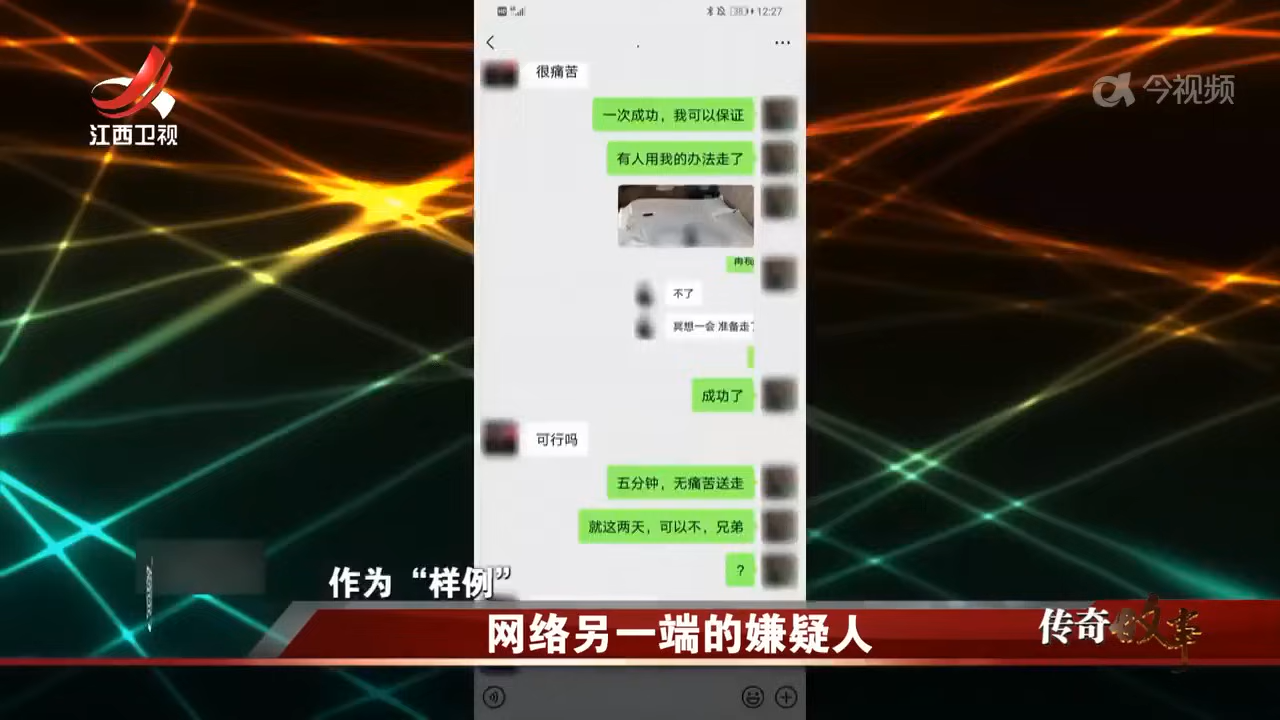 12:27
江西卫视
今视频
很痛苦
一次成功，我可以保证
有人用我的办法走了
不了
冥想一会 准备走了
成功了
可行吗
五分钟，无痛苦送走
就这两天，可以不，兄弟
？
作为“样例”
网络另一端的嫌疑人
传奇故事